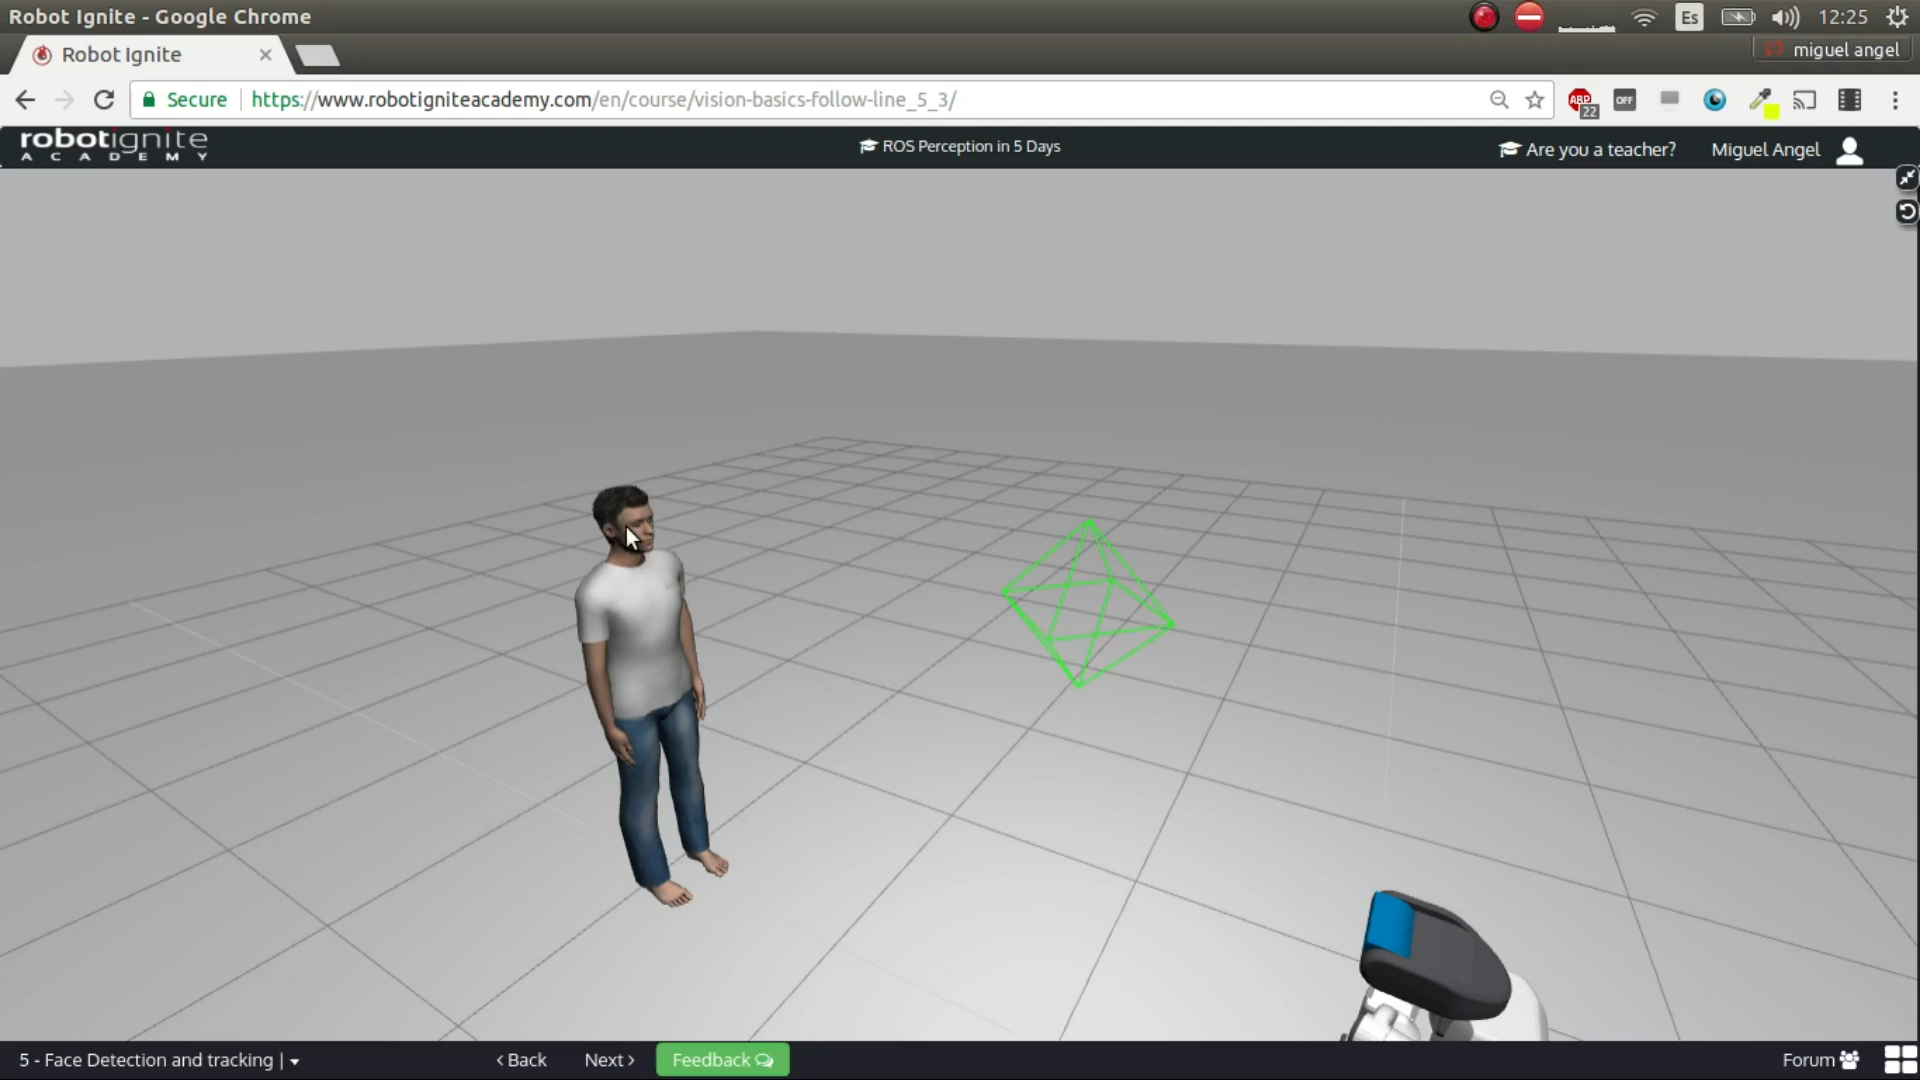 Robot Ignite - Google Chrome
Es
12:25
Robot Ignite
miguel angel
Secure
https://www.robotigniteacademy.com/en/course/vision-basics-follow-line_5_3/
ABP
22
OFF
robotignite
ACADEMY
ROS Perception in 5 Days
Are you a teacher?
Miguel Angel
5 - Face Detection and tracking |
Back
Next
Feedback
Forum